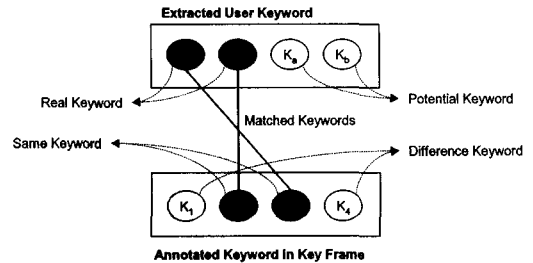 Extracted User Keyword
Ka Kb
Real Keyword
Potential Keyword
Matched Keywords
Same Keyword
Difference Keyword
K1 K4
Annotated Keyword In Key Frame